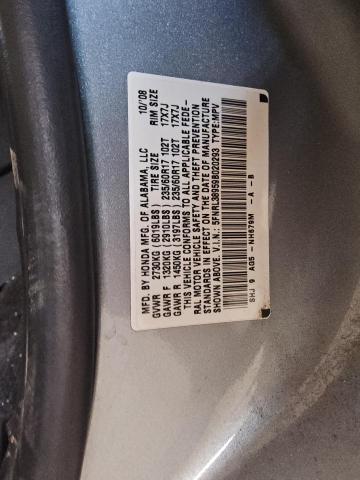 MFD. BY HONDA MFG. OF ALABAMA, LLC 10/'08
GVWR 2730KG (6019LBS) TIRE SIZE RIM SIZE
GAWR F 1320KG (2910LBS) 235/60R17 102T 17X7J
GAWR R 1450KG (3197LBS) 235/60R17 102T 17X7J
THIS VEHICLE CONFORMS TO ALL APPLICABLE FEDE-
RAL MOTOR VEHICLE SAFETY AND THEFT PREVENTION
STANDARDS IN EFFECT ON THE DATE OF MANUFACTURE
SHOWN ABOVE. V.I.N.: 5FNRL38959B020293 TYPE:MPV
SHJ 9 AG5 - NH678M - A - B